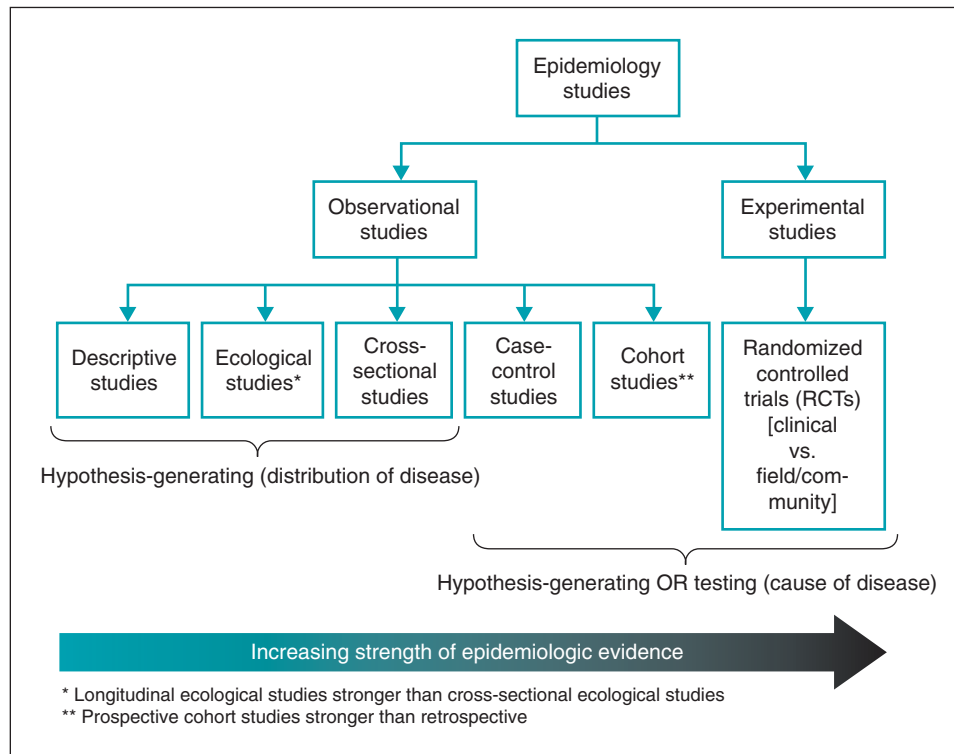 Epidemiology
studies
Observational
studies
Experimental
studies
Descriptive
studies
Ecological
studies*
Cross-
sectional
studies
Case-
control
studies
Cohort
studies**
Randomized
controlled
trials (RCTs)
[clinical
vs.
field/com-
munity]
Hypothesis-generating (distribution of disease)
Hypothesis-generating OR testing (cause of disease)
Increasing strength of epidemiologic evidence
* Longitudinal ecological studies stronger than cross-sectional ecological studies
** Prospective cohort studies stronger than retrospective